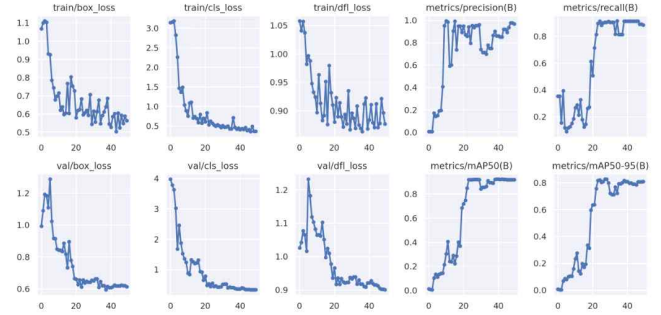 train/box_loss
train/cls_loss
train/dfl_loss
metrics/precision(B)
metrics/recall(B)
1.1
1.0
0.9
0.8
0.7
0.6
0.5
3.0
2.5
2.0
1.5
1.0
0.5
1.05
1.00
0.95
0.90
1.0
0.8
0.6
0.4
0.2
0.0
0.8
0.6
0.4
0.2
0 20 40
0 20 40
0 20 40
0 20 40
0 20 40
val/box_loss
val/cls_loss
val/dfl_loss
metrics/mAP50(B)
metrics/mAP50-95(B)
1.2
1.0
0.8
0.6
4
3
2
1
1.2
1.1
1.0
0.9
0.8
0.6
0.4
0.2
0.0
0.8
0.6
0.4
0.2
0.0
0 20 40
0 20 40
0 20 40
0 20 40
0 20 40